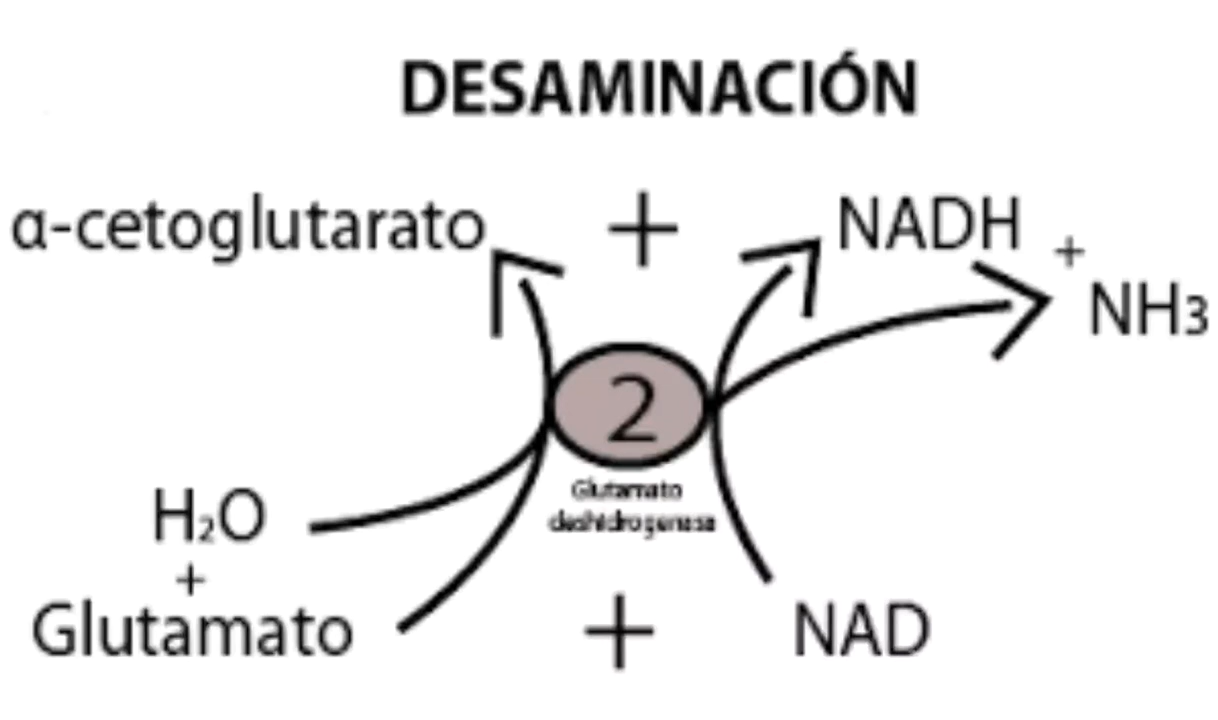 DESAMINACIÓN
α-cetoglutarato + NADH
+
NH3
2
Glutamato
deshidrogenasa
H₂O
+
Glutamato + NAD